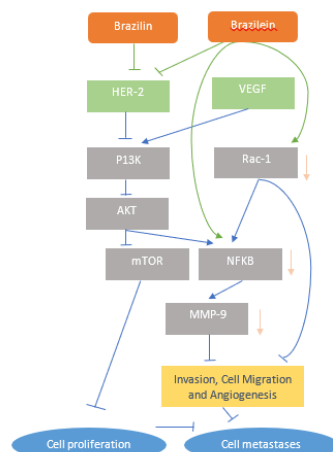 Brazilin
Brazilein
HER-2
VEGF
P13K
Rac-1
AKT
mTOR
NFKB
MMP-9
Invasion, Cell Migration
and Angiogenesis
Cell proliferation
Cell metastases